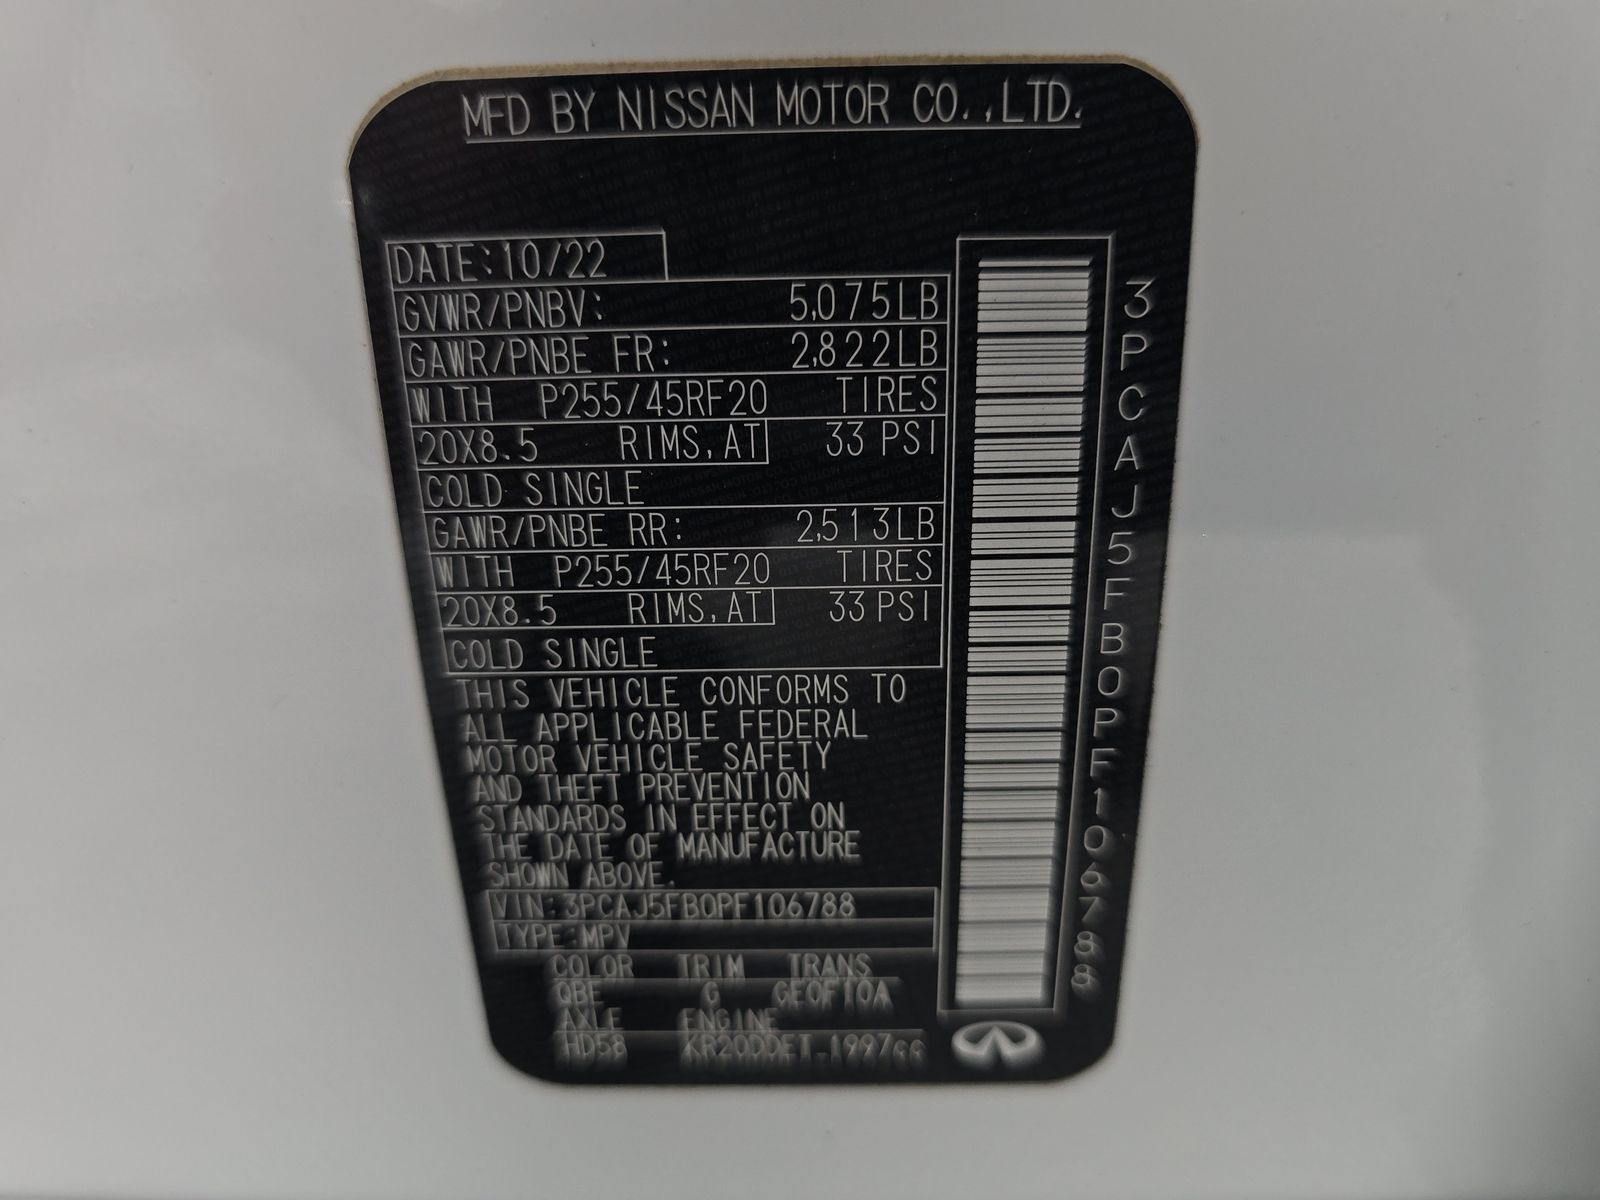 MFD BY NISSAN MOTOR CO.,LTD.
DATE:10/22
GVWR/PNBV: 5,075LB
GAWR/PNBE FR: 2,822LB
WITH P255/45RF20 TIRES
20X8.5 RIMS,AT 33 PSI
COLD SINGLE
GAWR/PNBE RR: 2,513LB
WITH P255/45RF20 TIRES
20X8.5 RIMS,AT 33 PSI
COLD SINGLE
THIS VEHICLE CONFORMS TO
ALL APPLICABLE FEDERAL
MOTOR VEHICLE SAFETY
AND THEFT PREVENTION
STANDARDS IN EFFECT ON
THE DATE OF MANUFACTURE
SHOWN ABOVE.
VIN:3PCAJ5FB0PF106788
TYPE:MPV
COLOR TRIM TRANS
QBE G GE0F10A
AXLE ENGINE
HD58 KR20DDET-1997cc
3PCAJ5FB0PF106788